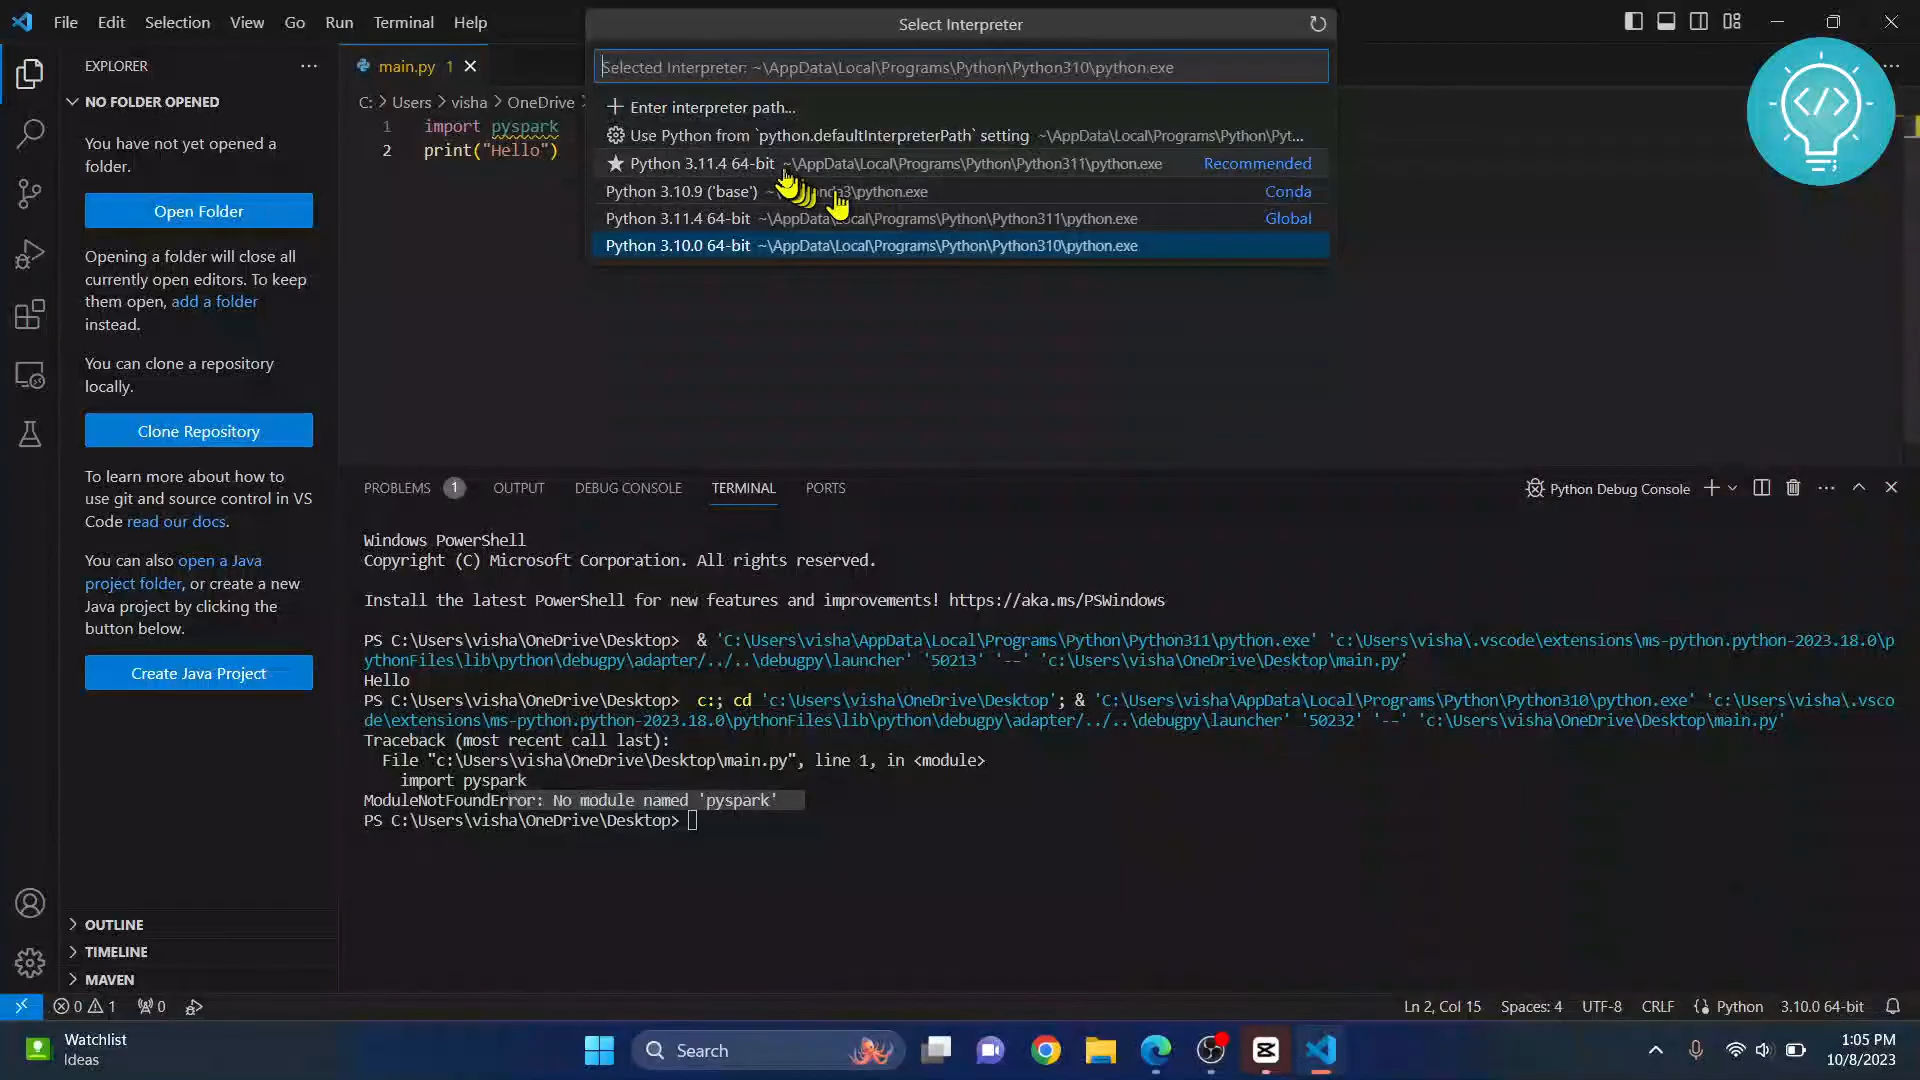 File Edit Selection View Go Run Terminal Help
Select Interpreter
EXPLORER
main.py 1
Selected Interpreter: ~\AppData\Local\Programs\Python\Python310\python.exe
NO FOLDER OPENED
C: > Users > visha > OneDrive >
Enter interpreter path...
1 import pyspark
Use Python from `python.defaultInterpreterPath` setting ~\AppData\Local\Programs\Python\Pyt...
2 print("Hello")
Python 3.11.4 64-bit ~\AppData\Local\Programs\Python\Python311\python.exe Recommended
Python 3.10.9 ('base') \python.exe Conda
Python 3.11.4 64-bit ~\AppData\Local\Programs\Python\Python311\python.exe Global
Python 3.10.0 64-bit ~\AppData\Local\Programs\Python\Python310\python.exe
</>
You have not yet opened a
folder.
Open Folder
Opening a folder will close all
currently open editors. To keep
them open, add a folder
instead.
You can clone a repository
locally.
Clone Repository
To learn more about how to
use git and source control in VS
Code read our docs.
You can also open a Java
project folder, or create a new
Java project by clicking the
button below.
Create Java Project
OUTLINE
TIMELINE
MAVEN
PROBLEMS 1 OUTPUT DEBUG CONSOLE TERMINAL PORTS
Python Debug Console
Windows PowerShell
Copyright (C) Microsoft Corporation. All rights reserved.
Install the latest PowerShell for new features and improvements! https://aka.ms/PSWindows
PS C:\Users\visha\OneDrive\Desktop> & 'C:\Users\visha\AppData\Local\Programs\Python\Python311\python.exe' 'c:\Users\visha\.vscode\extensions\ms-python.python-2023.18.0\p
ythonFiles\lib\python\debugpy\adapter/../..\debugpy\launcher' '50213' '--' 'c:\Users\visha\OneDrive\Desktop\main.py'
Hello
PS C:\Users\visha\OneDrive\Desktop> c:; cd 'c:\Users\visha\OneDrive\Desktop'; & 'C:\Users\visha\AppData\Local\Programs\Python\Python310\python.exe' 'c:\Users\visha\.vsco
de\extensions\ms-python.python-2023.18.0\pythonFiles\lib\python\debugpy\adapter/../..\debugpy\launcher' '50232' '--' 'c:\Users\visha\OneDrive\Desktop\main.py'
Traceback (most recent call last):
File "c:\Users\visha\OneDrive\Desktop\main.py", line 1, in <module>
import pyspark
ModuleNotFoundError: No module named 'pyspark'
PS C:\Users\visha\OneDrive\Desktop>
0 1 0
Ln 2, Col 15 Spaces: 4 UTF-8 CRLF {} Python 3.10.0 64-bit
Watchlist
Ideas
Search
1:05 PM
10/8/2023